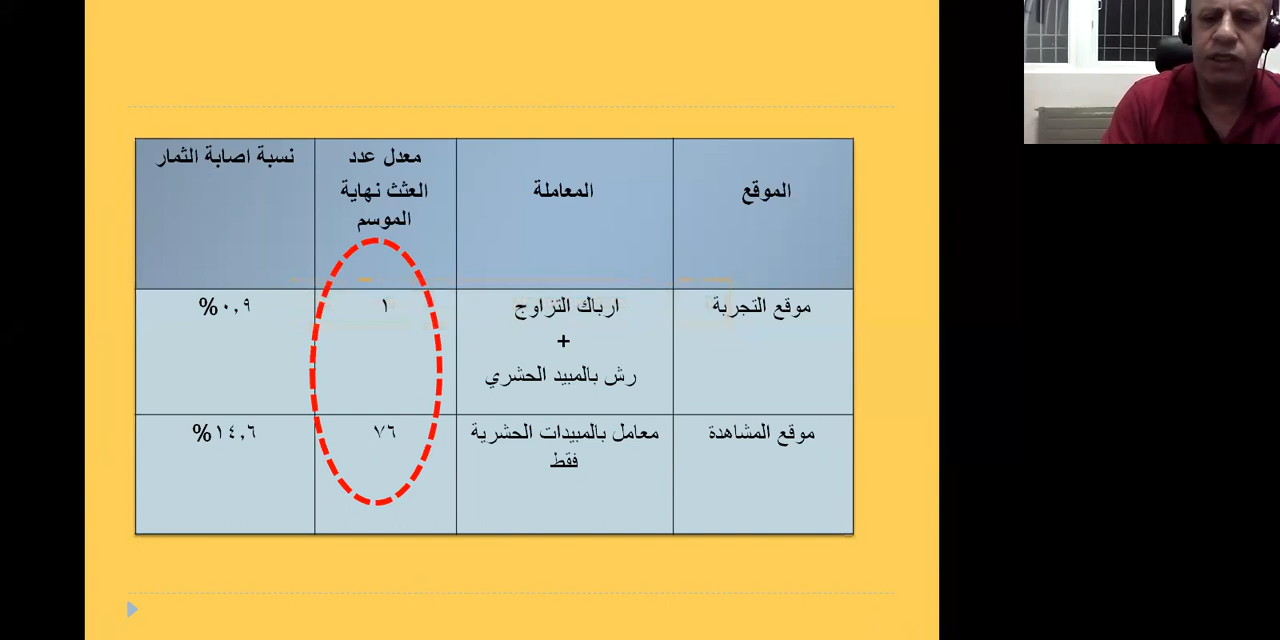 الموقع
المعاملة
معدل عدد
العثث نهاية
الموسم
نسبة اصابة الثمار
موقع التجربة
ارباك التزاوج
+
رش بالمبيد الحشري
١
%٠,٩
موقع المشاهدة
معامل بالمبيدات الحشرية
فقط
٧٦
%١٤,٦